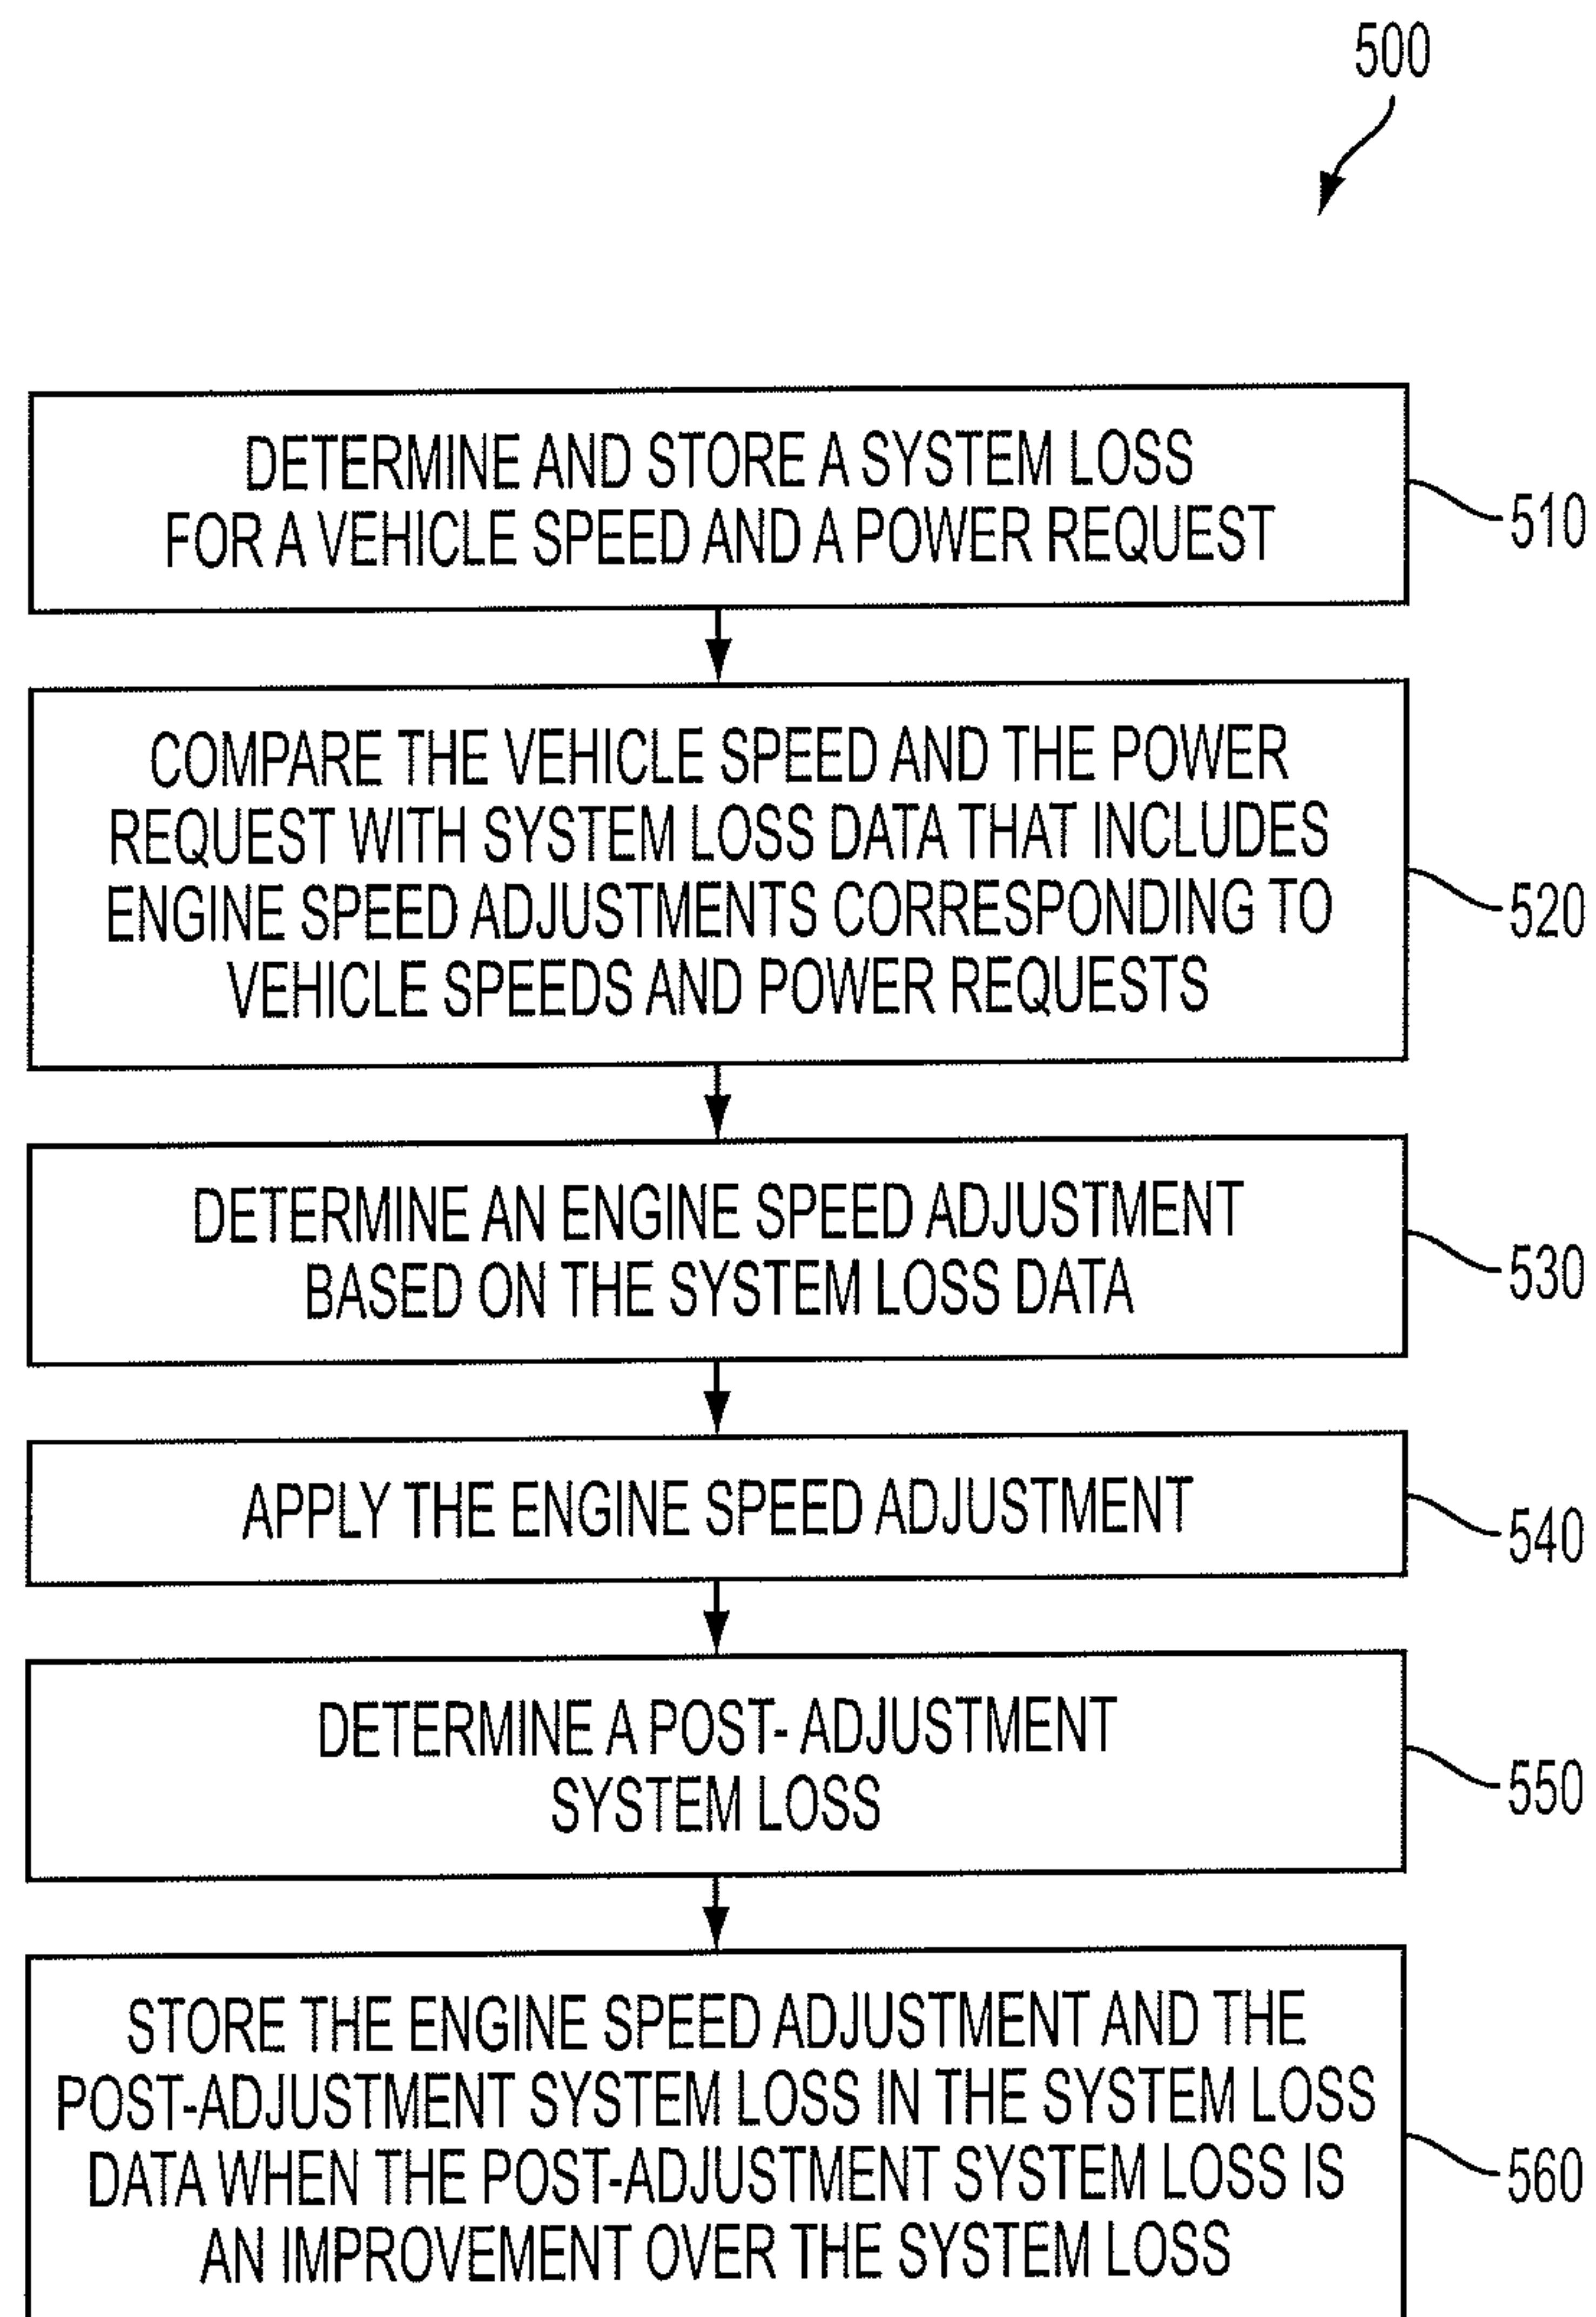 500
DETERMINE AND STORE A SYSTEM LOSS
FOR A VEHICLE SPEED AND A POWER REQUEST
510
COMPARE THE VEHICLE SPEED AND THE POWER
REQUEST WITH SYSTEM LOSS DATA THAT INCLUDES
ENGINE SPEED ADJUSTMENTS CORRESPONDING TO
VEHICLE SPEEDS AND POWER REQUESTS
520
DETERMINE AN ENGINE SPEED ADJUSTMENT
BASED ON THE SYSTEM LOSS DATA
530
APPLY THE ENGINE SPEED ADJUSTMENT
540
DETERMINE A POST- ADJUSTMENT
SYSTEM LOSS
550
STORE THE ENGINE SPEED ADJUSTMENT AND THE
POST-ADJUSTMENT SYSTEM LOSS IN THE SYSTEM LOSS
DATA WHEN THE POST-ADJUSTMENT SYSTEM LOSS IS
AN IMPROVEMENT OVER THE SYSTEM LOSS
560